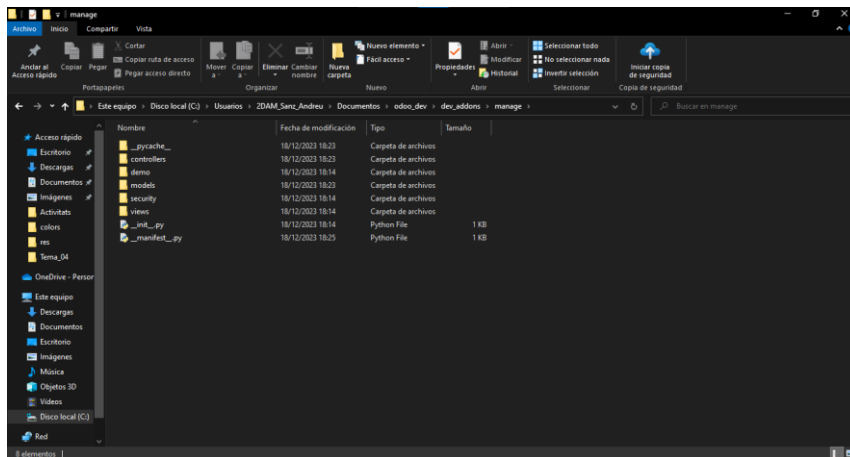 manage
Archivo Inicio Compartir Vista
Anclar al Acceso rápido
Copiar
Pegar
Cortar
Copiar ruta de acceso
Pegar acceso directo
Portapapeles
Mover a
Copiar a
Eliminar
Cambiar nombre
Organizar
Nueva carpeta
Nuevo elemento
Fácil acceso
Nuevo
Propiedades
Abrir
Modificar
Historial
Abrir
Seleccionar todo
No seleccionar nada
Invertir selección
Seleccionar
Iniciar copia de seguridad
Copia de seguridad
Este equipo > Disco local (C:) > Usuarios > 2DAM_Sanz_Andreu > Documentos > odoo_dev > dev_addons > manage >
Buscar en manage
Nombre Fecha de modificación Tipo Tamaño
__pycache__ 18/12/2023 18:23 Carpeta de archivos
controllers 18/12/2023 18:23 Carpeta de archivos
demo 18/12/2023 18:14 Carpeta de archivos
models 18/12/2023 18:23 Carpeta de archivos
security 18/12/2023 18:14 Carpeta de archivos
views 18/12/2023 18:14 Carpeta de archivos
__init__.py 18/12/2023 18:14 Python File 1 KB
__manifest__.py 18/12/2023 18:25 Python File 1 KB
Acceso rápido
Escritorio
Descargas
Documentos
Imágenes
Activitats
colors
res
Tema_04
OneDrive - Person
Este equipo
Descargas
Documentos
Escritorio
Imágenes
Música
Objetos 3D
Vídeos
Disco local (C:)
Red
8 elementos